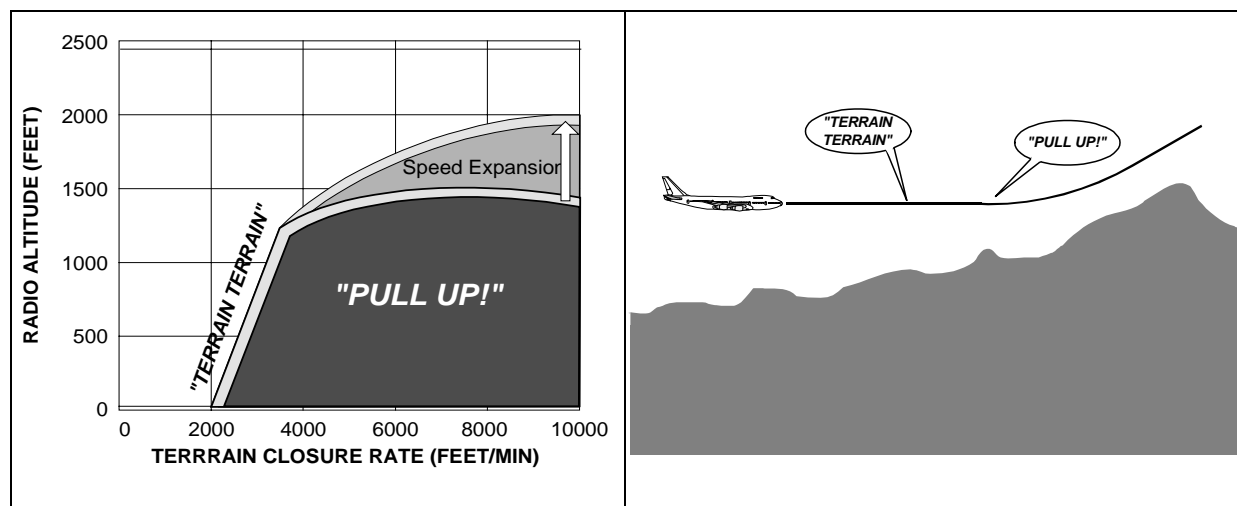 2500
2000
1500
1000
500
0
RADIO ALTITUDE (FEET)
"TERRAIN TERRAIN"
Speed Expansion
"PULL UP!"
0 2000 4000 6000 8000 10000
TERRRAIN CLOSURE RATE (FEET/MIN)
"TERRAIN
TERRAIN"
"PULL UP!"